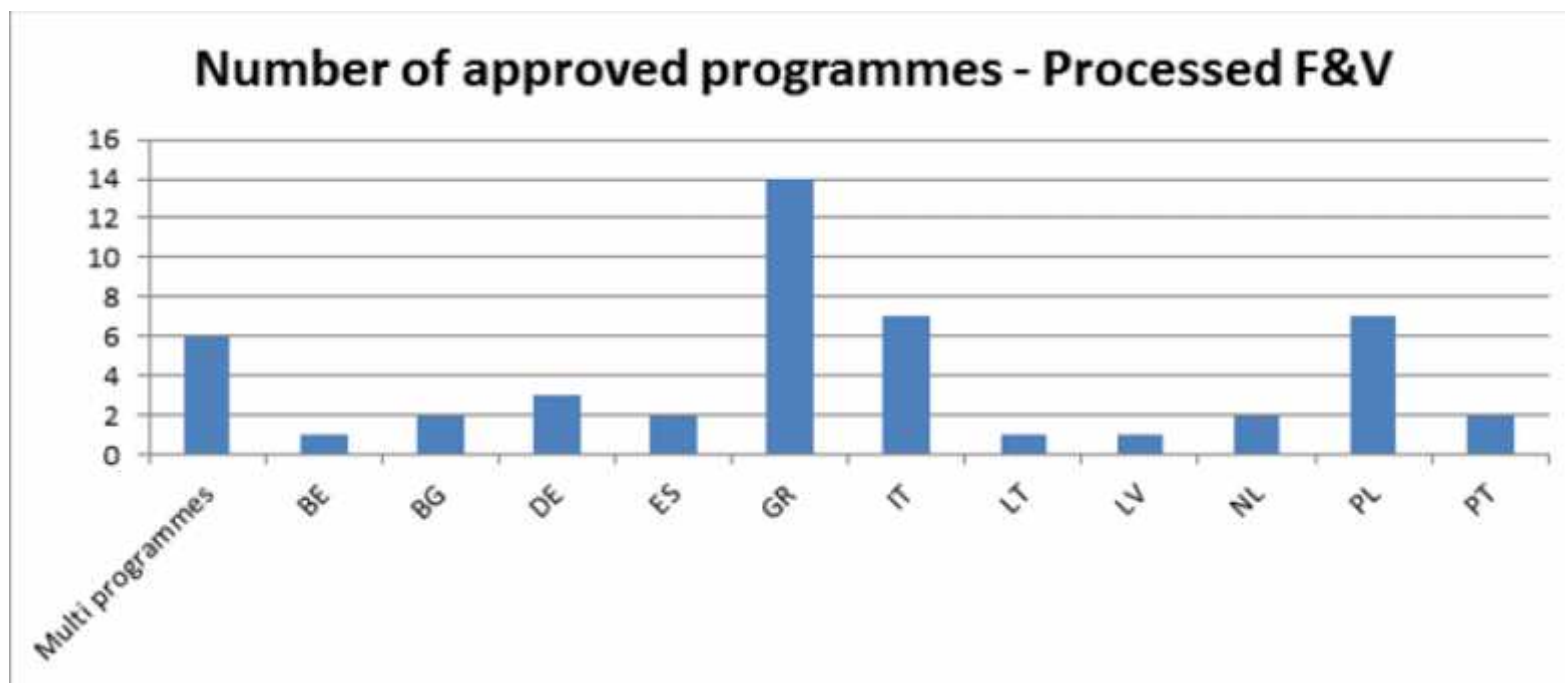 Number of approved programmes - Processed F&V
16
14
12
10
8
6
4
2
0
Multi programmes
BE
BG
DE
ES
GR
IT
LT
LV
NL
PL
PT